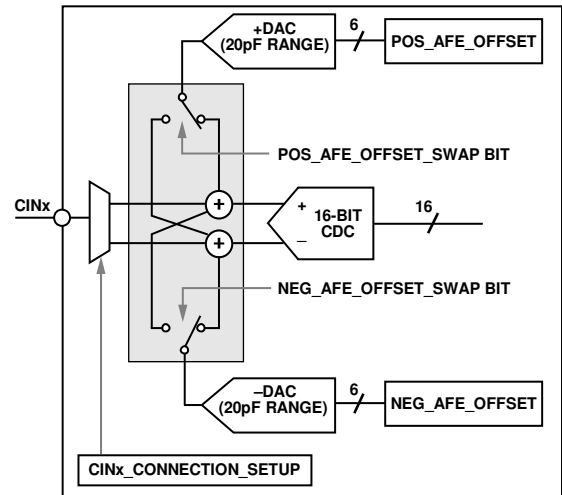 +DAC
(20pF RANGE)
6
POS_AFE_OFFSET
POS_AFE_OFFSET_SWAP BIT
CINx
+
+
+
_
16-BIT
CDC
16
NEG_AFE_OFFSET_SWAP BIT
–DAC
(20pF RANGE)
6
NEG_AFE_OFFSET
CINx_CONNECTION_SETUP